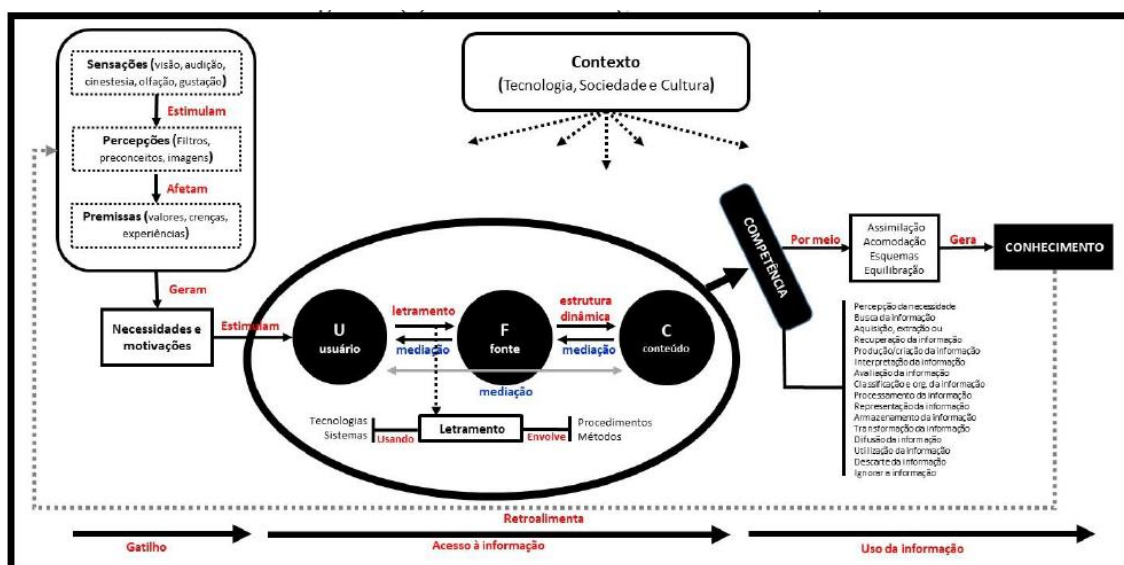 Sensações (visão, audição,
cinestesia, olfação, gustação)
Estimulam
Percepções (Filtros,
preconceitos, imagens)
Afetam
Premissas (valores, crenças,
experiências)
Geram
Necessidades e
motivações
Estimulam
Contexto
(Tecnologia, Sociedade e Cultura)
U
usuário
letramento
mediação
F
fonte
estrutura
dinâmica
mediação
C
conteúdo
mediação
Tecnologias
Sistemas
Usando
Letramento
Envolve
Procedimentos
Métodos
COMPETÊNCIA
Por meio
Assimilação
Acomodação
Esquemas
Equilibração
Gera
CONHECIMENTO
Percepção da necessidade
Busca da informação
Aquisição, extração ou
Recuperação da informação
Produção/criação da informação
Interpretação da informação
Avaliação da informação
Classificação e org. da informação
Processamento da informação
Representação da informação
Armazenamento da informação
Transformação da informação
Difusão da informação
Utilização da informação
Descarte da informação
Ignorar a informação
Retroalimenta
Gatilho
Acesso à informação
Uso da informação